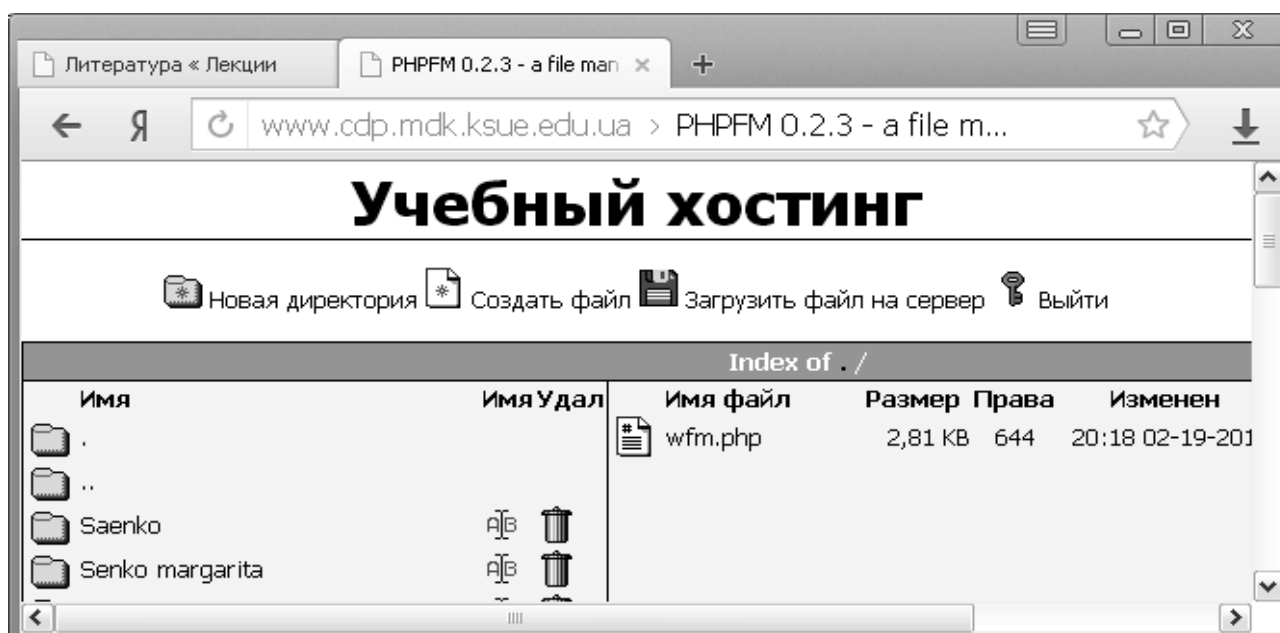 Литература « Лекции
PHPFM 0.2.3 - a file man
Я www.cdp.mdk.ksue.edu.ua > PHPFM 0.2.3 - a file m...
Учебный хостинг
Новая директория Создать файл Загрузить файл на сервер Выйти
Index of . /
Имя Имя Удал Имя файл Размер Права Изменен
. wfm.php 2,81 KB 644 20:18 02-19-201
..
Saenko
Senko margarita